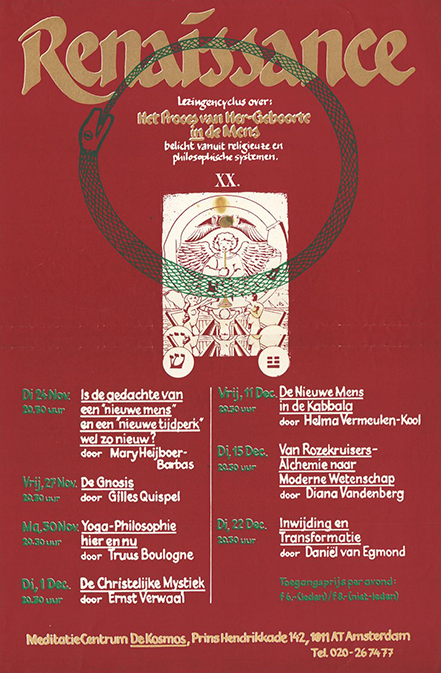 Renaissance
Lezingencyclus over:
Het Proces van Her-Geboorte
in de Mens
belicht vanuit religieuze en
philosophische systemen.
XX.
ש
Di 24 Nov.
20.30 uur
Is de gedachte van
een "nieuwe mens"
en een "nieuwe tijdperk"
wel zo nieuw?
door Mary Heijboer-
Barbas
Vrij, 27 Nov.
20.30 uur
De Gnosis
door Gilles Quispel
Ma, 30 Nov.
20.30 uur
Yoga-Philosophie
hier en nu
door Truus Boulogne
Di, 1 Dec.
20.30 uur
De Christelijke Mystiek
door Ernst Verwaal
Vrij, 11 Dec.
20.30 uur
De Nieuwe Mens
in de Kabbala
door Helma Vermeulen-Kool
Di, 15 Dec.
20.30 uur
Van Rozekruisers-
Alchemie naar
Moderne Wetenschap
door Diana Vandenberg
Di, 22 Dec.
20.30 uur
Inwijding en
Transformatie
door Daniël van Egmond
Toegangsprijs per avond:
f 6,- (leden) / f 8,- (niet-leden)
MeditatieCentrum De Kosmos, Prins Hendrikkade 142, 1011 AT Amsterdam
Tel. 020-267477